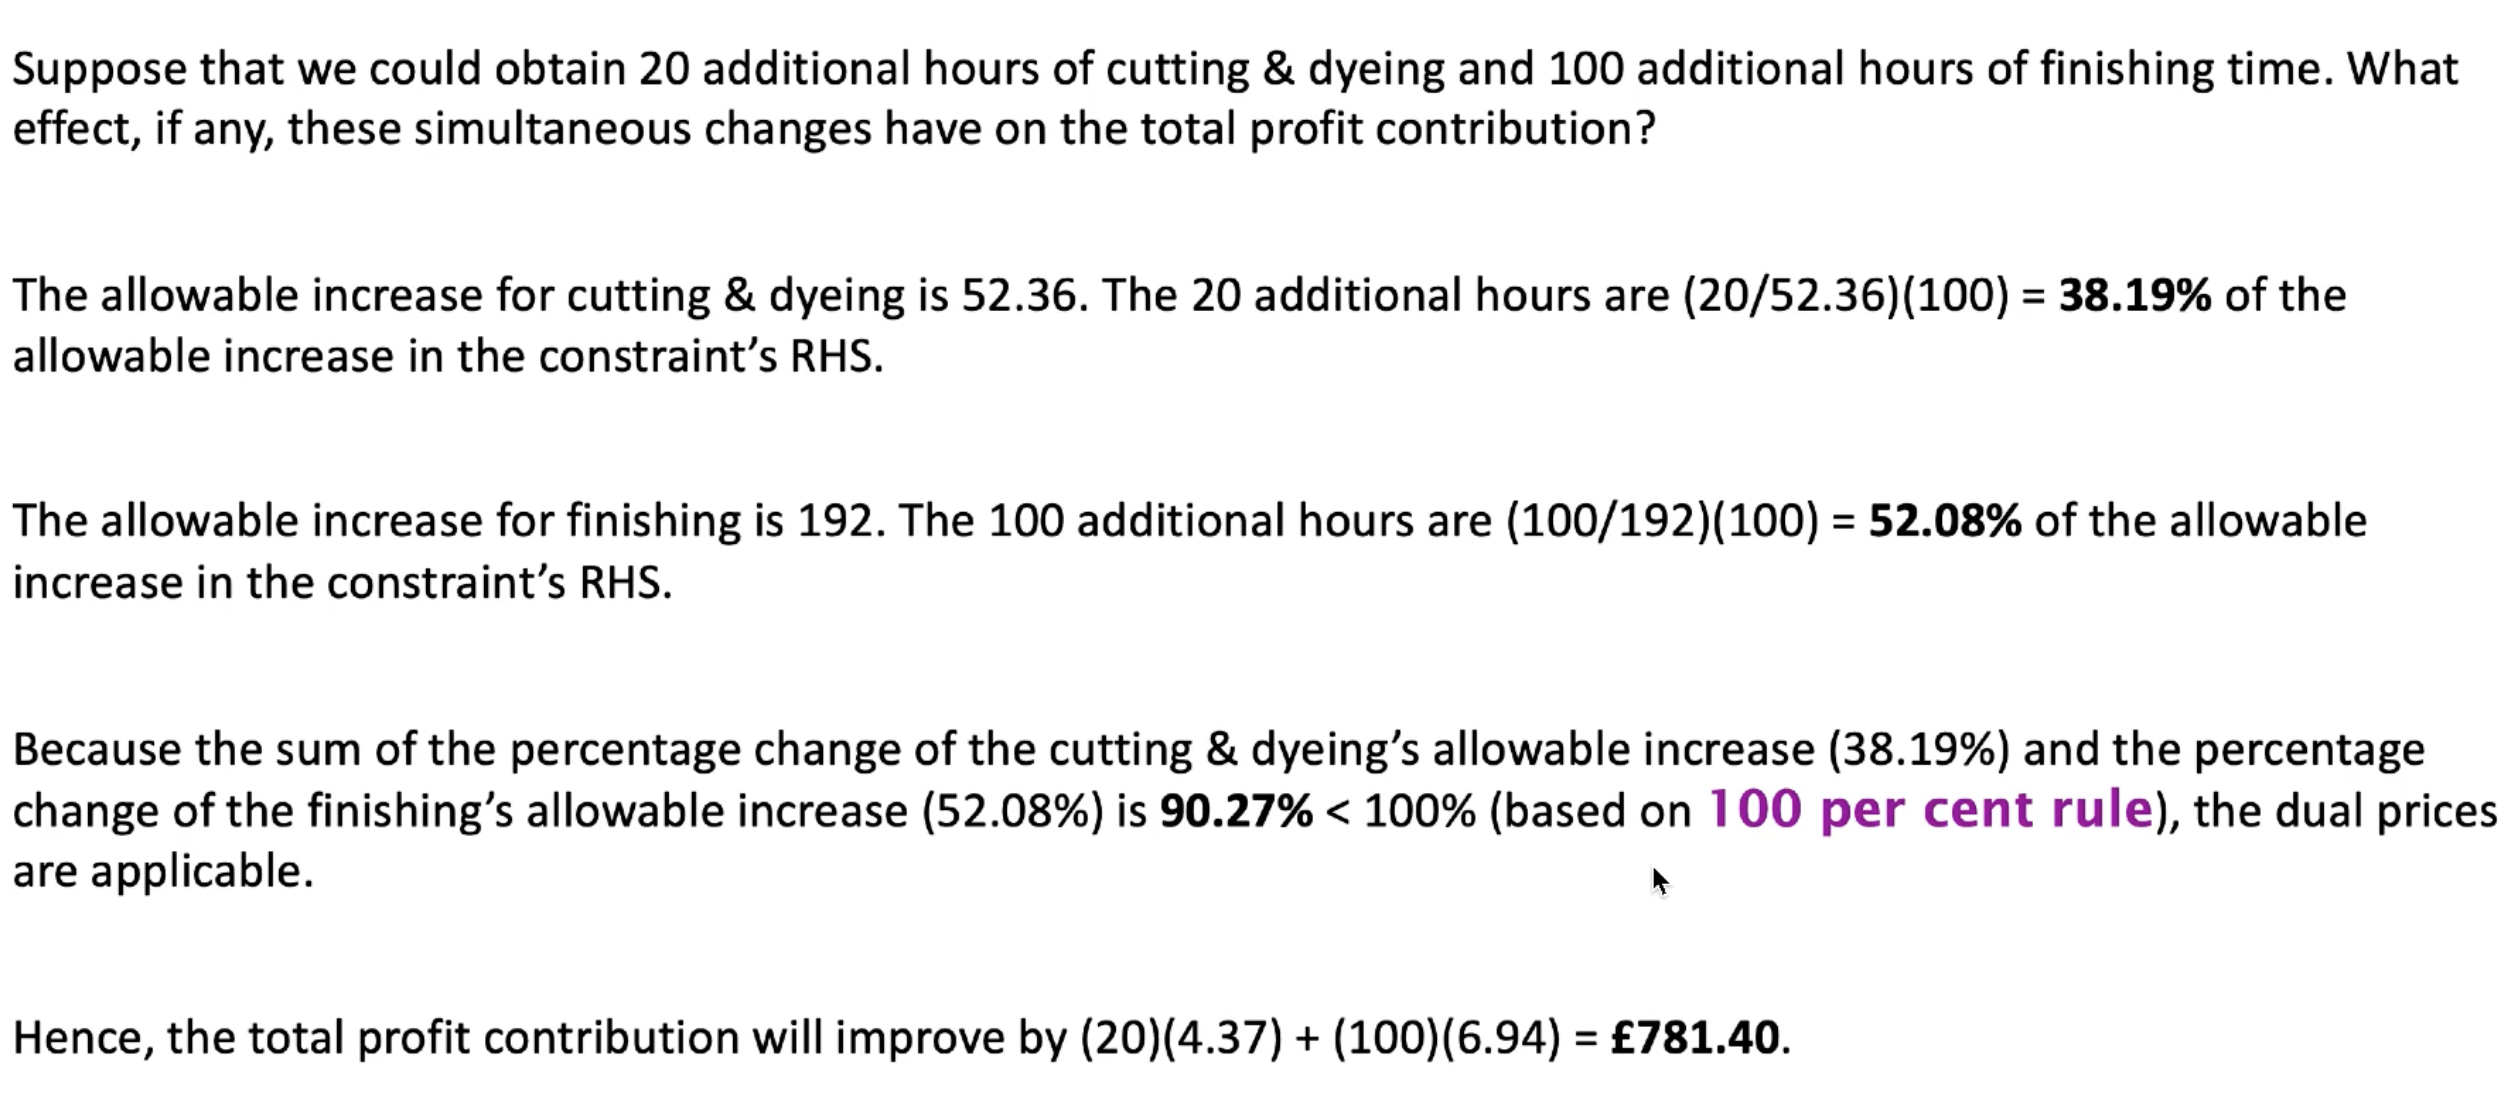 Suppose that we could obtain 20 additional hours of cutting & dyeing and 100 additional hours of finishing time. What
effect, if any, these simultaneous changes have on the total profit contribution?
The allowable increase for cutting & dyeing is 52.36. The 20 additional hours are (20/52.36)(100) = 38.19% of the
allowable increase in the constraint’s RHS.
The allowable increase for finishing is 192. The 100 additional hours are (100/192)(100) = 52.08% of the allowable
increase in the constraint’s RHS.
Because the sum of the percentage change of the cutting & dyeing’s allowable increase (38.19%) and the percentage
change of the finishing’s allowable increase (52.08%) is 90.27% < 100% (based on 100 per cent rule), the dual prices
are applicable.
Hence, the total profit contribution will improve by (20)(4.37) + (100)(6.94) = £781.40.